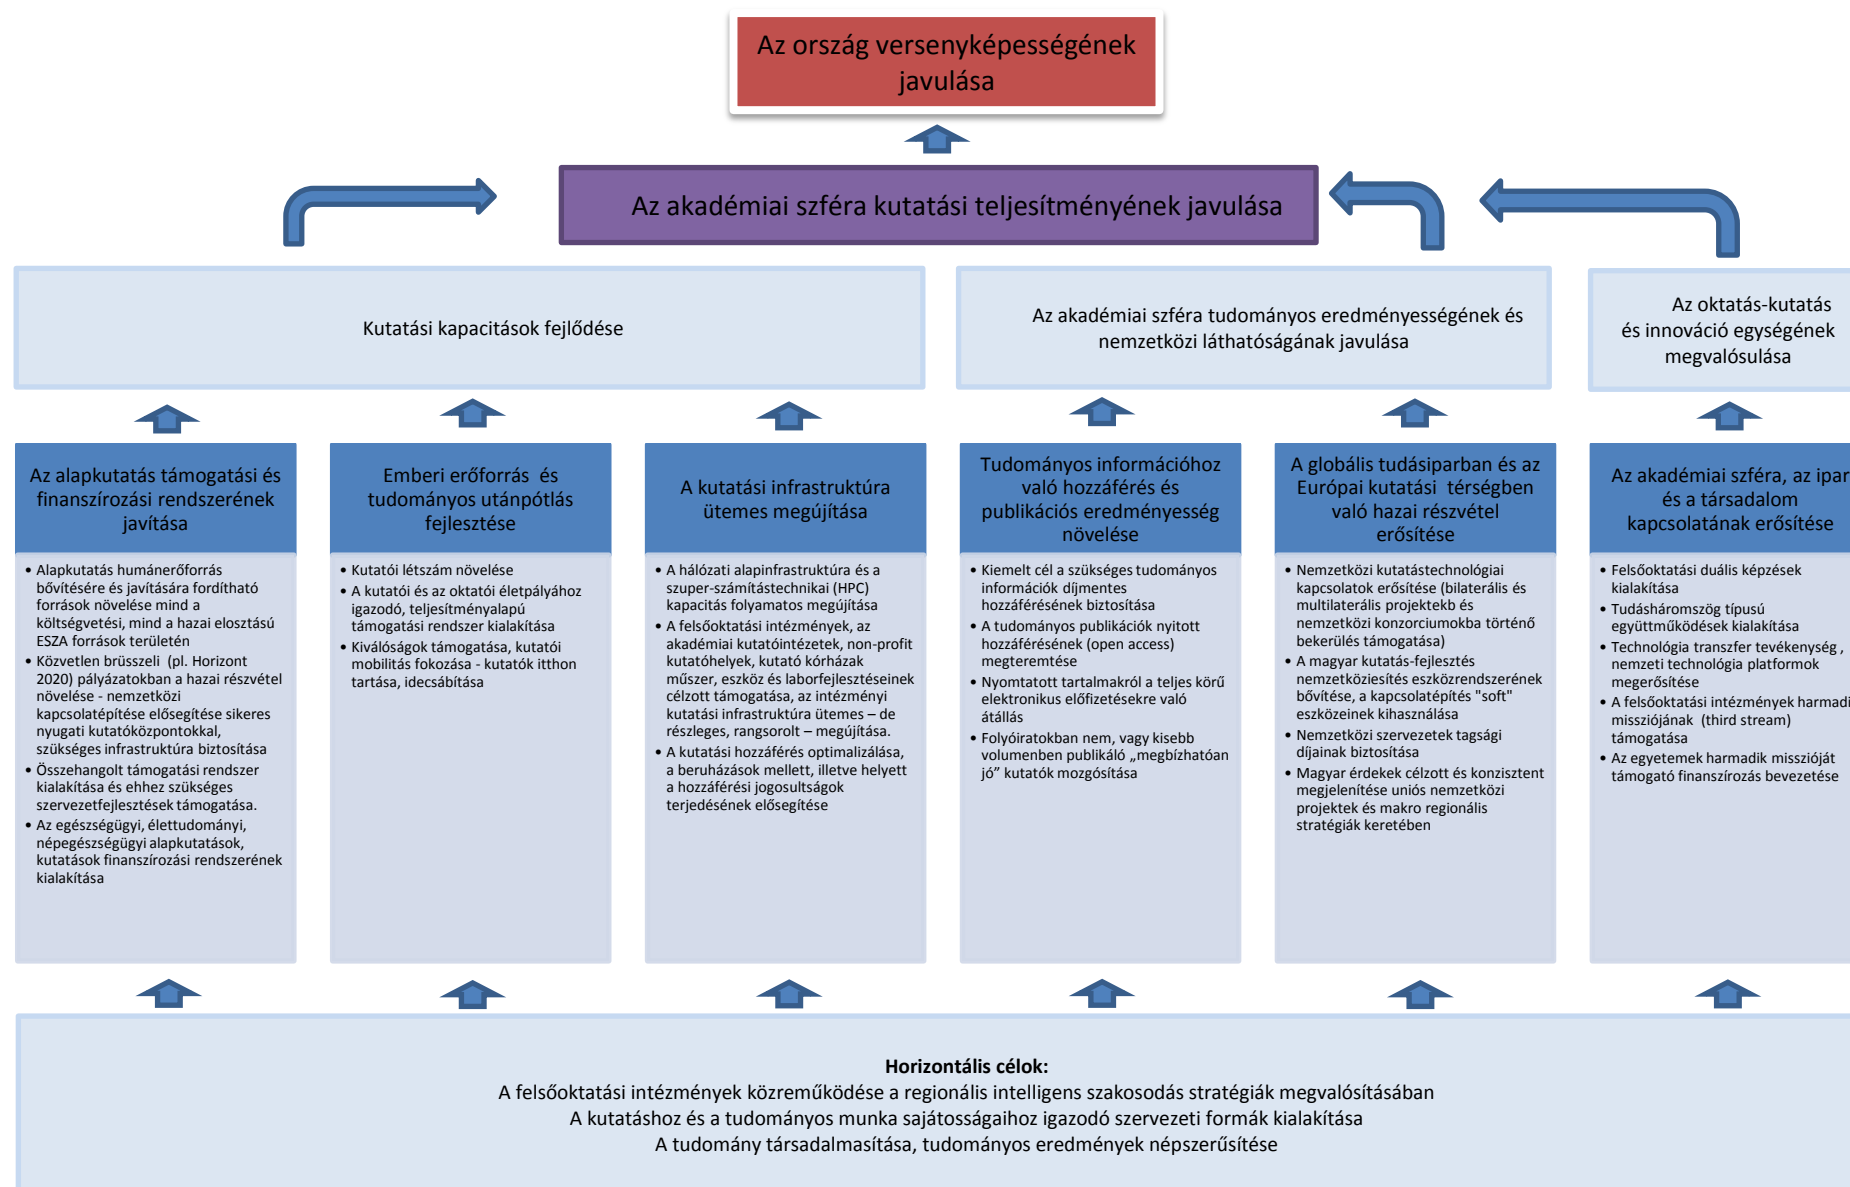 Az ország versenyképességének
javulása
Az akadémiai szféra kutatási teljesítményének javulása
Kutatási kapacitások fejlődése
Az akadémiai szféra tudományos eredményességének és
nemzetközi láthatóságának javulása
Az oktatás-kutatás
és innováció egységének
megvalósulása
Az alapkutatás támogatási és
finanszírozási rendszerének
javítása
• Alapkutatás humánerőforrás
bővítésére és javítására fordítható
források növelése mind a
költségvetési, mind a hazai elosztású
ESZA források területén
• Közvetlen brüsszeli (pl. Horizont
2020) pályázatokban a hazai részvétel
növelése - nemzetközi
kapcsolatépítése elősegítése sikeres
nyugati kutatóközpontokkal,
szükséges infrastruktúra biztosítása
• Összehangolt támogatási rendszer
kialakítása és ehhez szükséges
szervezetfejlesztések támogatása.
• Az egészségügyi, élettudományi,
népegészségügyi alapkutatások,
kutatások finanszírozási rendszerének
kialakítása
Emberi erőforrás és
tudományos utánpótlás
fejlesztése
• Kutatói létszám növelése
• A kutatói és az oktatói életpályához
igazodó, teljesítményalapú
támogatási rendszer kialakítása
• Kiválóságok támogatása, kutatói
mobilitás fokozása - kutatók itthon
tartása, idecsábítása
A kutatási infrastruktúra
ütemes megújítása
• A hálózati alapinfrastruktúra és a
szuper-számítástechnikai (HPC)
kapacitás folyamatos megújítása
• A felsőoktatási intézmények, az
akadémiai kutatóintézetek, non-profit
kutatóhelyek, kutató kórházak
műszer, eszköz és laborfejlesztéseinek
célzott támogatása, az intézményi
kutatási infrastruktúra ütemes – de
részleges, rangsorolt – megújítása.
• A kutatási hozzáférés optimalizálása,
a beruházások mellett, illetve helyett
a hozzáférési jogosultságok
terjedésének elősegítése
Tudományos információhoz
való hozzáférés és
publikációs eredményesség
növelése
• Kiemelt cél a szükséges tudományos
információk díjmentes
hozzáférésének biztosítása
• A tudományos publikációk nyitott
hozzáférésének (open access)
megteremtése
• Nyomtatott tartalmakról a teljes körű
elektronikus előfizetésekre való
átállás
• Folyóiratokban nem, vagy kisebb
volumenben publikáló „megbízhatóan
jó” kutatók mozgósítása
A globális tudásiparban és az
Európai kutatási térségben
való hazai részvétel
erősítése
• Nemzetközi kutatástechnológiai
kapcsolatok erősítése (bilaterális és
multilaterális projektekb és
nemzetközi konzorciumokba történő
bekerülés támogatása)
• A magyar kutatás-fejlesztés
nemzetköziesítés eszközrendszerének
bővítése, a kapcsolatépítés "soft"
eszközeinek kihasználása
• Nemzetközi szervezetek tagsági
díjainak biztosítása
• Magyar érdekek célzott és konzisztent
megjelenítése uniós nemzetközi
projektek és makro regionális
stratégiák keretében
Az akadémiai szféra, az ipar
és a társadalom
kapcsolatának erősítése
• Felsőoktatási duális képzések
kialakítása
• Tudásháromszög típusú
együttműködések kialakítása
• Technológia transzfer tevékenység ,
nemzeti technológia platformok
megerősítése
• A felsőoktatási intézmények harmadi
missziójának (third stream)
támogatása
• Az egyetemek harmadik misszióját
támogató finanszírozás bevezetése
Horizontális célok:
A felsőoktatási intézmények közreműködése a regionális intelligens szakosodás stratégiák megvalósításában
A kutatáshoz és a tudományos munka sajátosságaihoz igazodó szervezeti formák kialakítása
A tudomány társadalmasítása, tudományos eredmények népszerűsítése